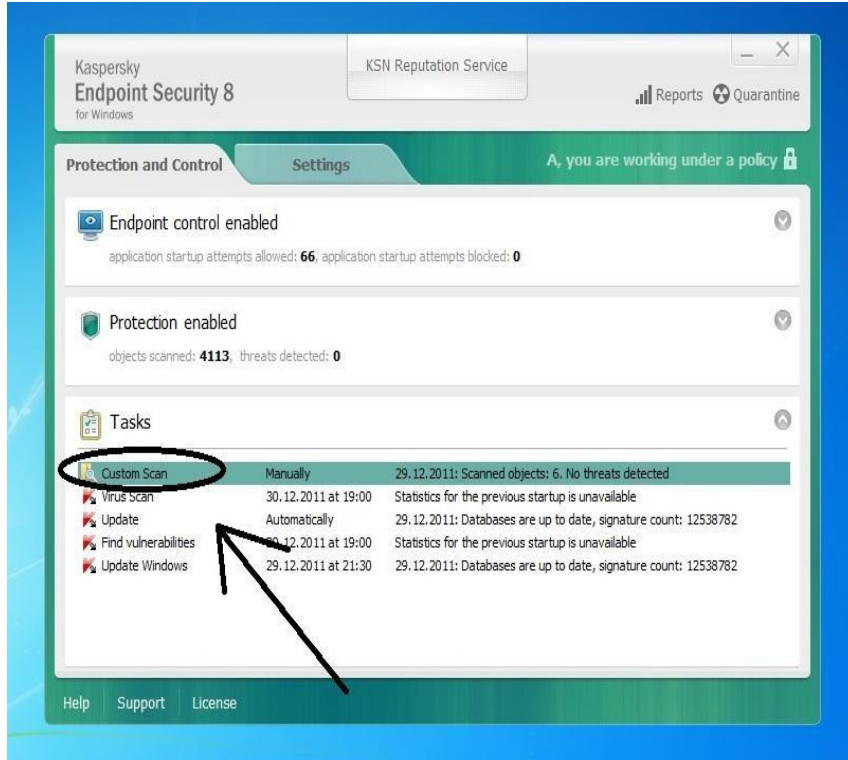 Kaspersky
Endpoint Security 8
for Windows
KSN Reputation Service
Reports Quarantine
Protection and Control Settings A, you are working under a policy
Endpoint control enabled
application startup attempts allowed: 66, application startup attempts blocked: 0
Protection enabled
objects scanned: 4113, threats detected: 0
Tasks
Custom Scan Manually 29.12.2011: Scanned objects: 6. No threats detected
Virus Scan 30.12.2011 at 19:00 Statistics for the previous startup is unavailable
Update Automatically 29.12.2011: Databases are up to date, signature count: 12538782
Find vulnerabilities .12.2011 at 19:00 Statistics for the previous startup is unavailable
Update Windows 29.12.2011 at 21:30 29.12.2011: Databases are up to date, signature count: 12538782
Help Support License